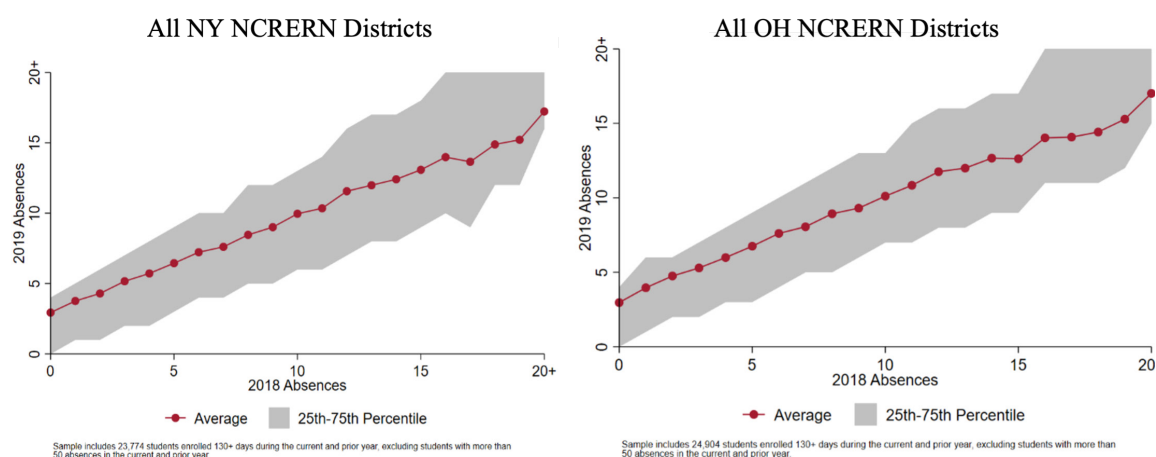 All NY NCRERN Districts
20+
15
10
5
0
2019 Absences
0 5 10 15 20+
2018 Absences
Average 25th-75th Percentile
Sample includes 23,774 students enrolled 130+ days during the current and prior year, excluding students with more than
50 absences in the current and prior year.
All OH NCRERN Districts
20+
15
10
5
0
2019 Absences
0 5 10 15 20
2018 Absences
Average 25th-75th Percentile
Sample includes 24,904 students enrolled 130+ days during the current and prior year, excluding students with more than
50 absences in the current and prior year.